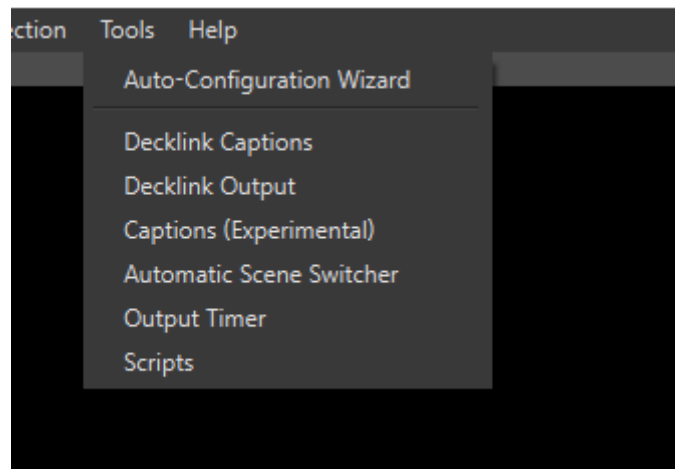 ction Tools Help
Auto-Configuration Wizard
Decklink Captions
Decklink Output
Captions (Experimental)
Automatic Scene Switcher
Output Timer
Scripts